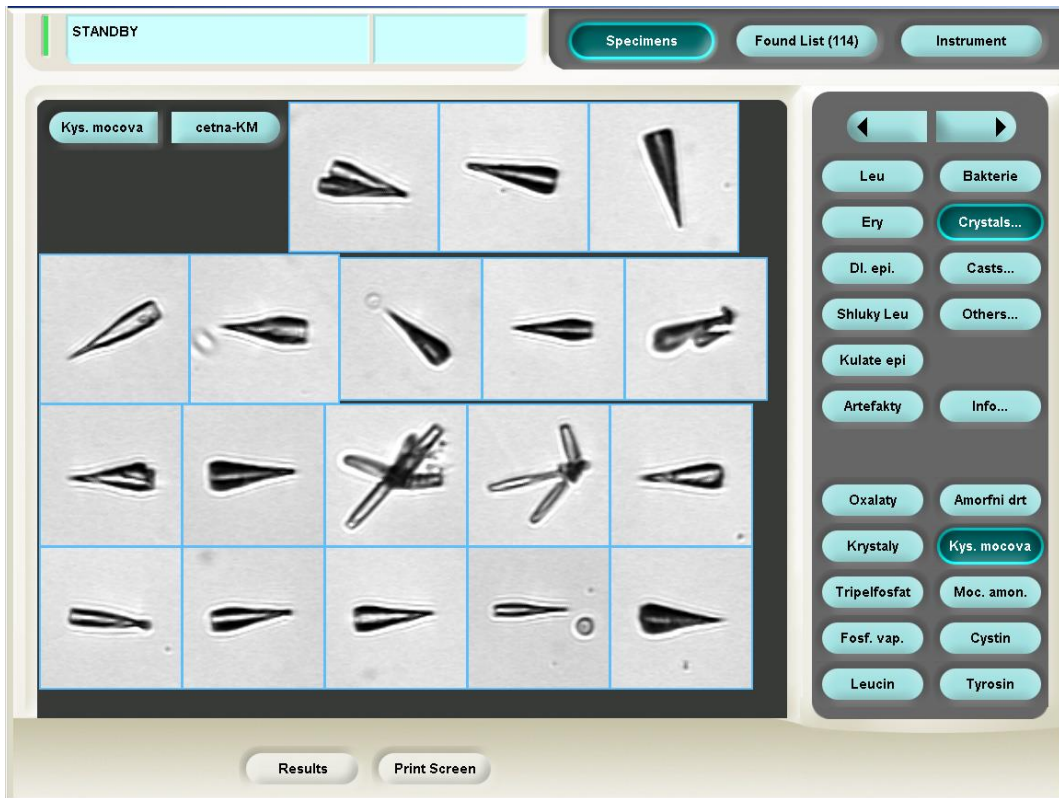 STANDBY
Specimens
Found List (114)
Instrument
Kys. mocova
cetna-KM
Leu
Bakterie
Ery
Crystals...
Dl. epi.
Casts...
Shluky Leu
Others...
Kulate epi
Artefakty
Info...
Oxalaty
Amorfni drt
Krystaly
Kys. mocova
Tripelfosfat
Moc. amon.
Fosf. vap.
Cystin
Leucin
Tyrosin
Results
Print Screen